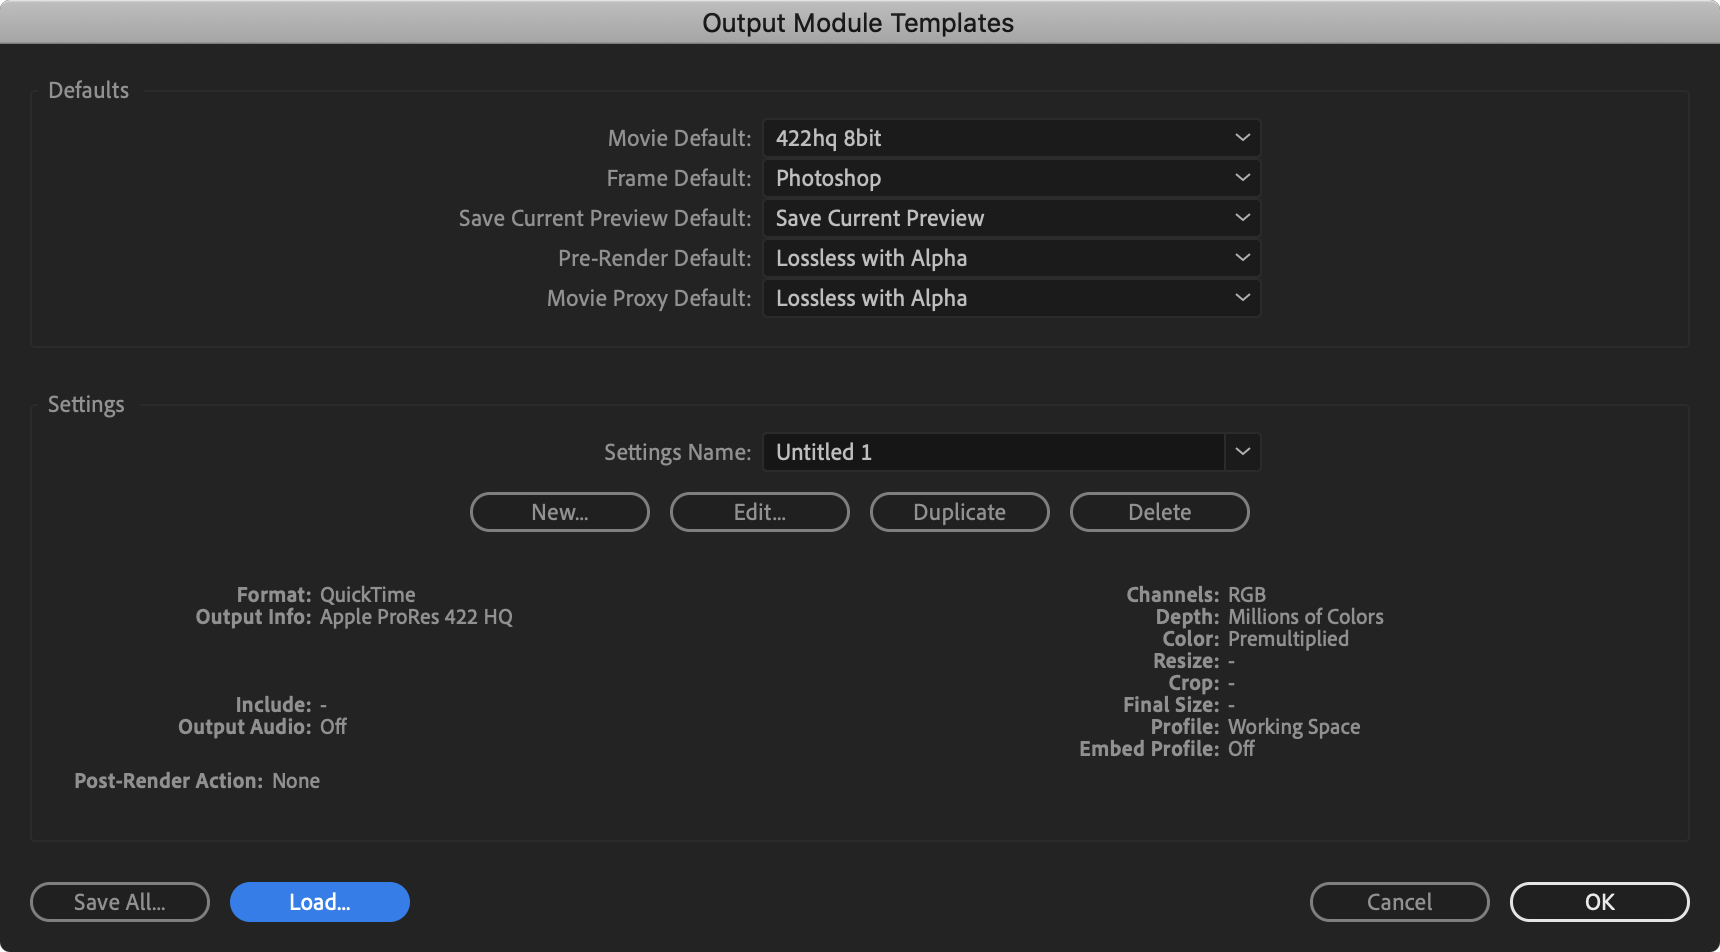 Output Module Templates
Defaults
Movie Default: 422hq 8bit
Frame Default: Photoshop
Save Current Preview Default: Save Current Preview
Pre-Render Default: Lossless with Alpha
Movie Proxy Default: Lossless with Alpha
Settings
Settings Name: Untitled 1
New... Edit... Duplicate Delete
Format: QuickTime
Output Info: Apple ProRes 422 HQ
Include: -
Output Audio: Off
Post-Render Action: None
Channels: RGB
Depth: Millions of Colors
Color: Premultiplied
Resize: -
Crop: -
Final Size: -
Profile: Working Space
Embed Profile: Off
Save All... Load... Cancel OK